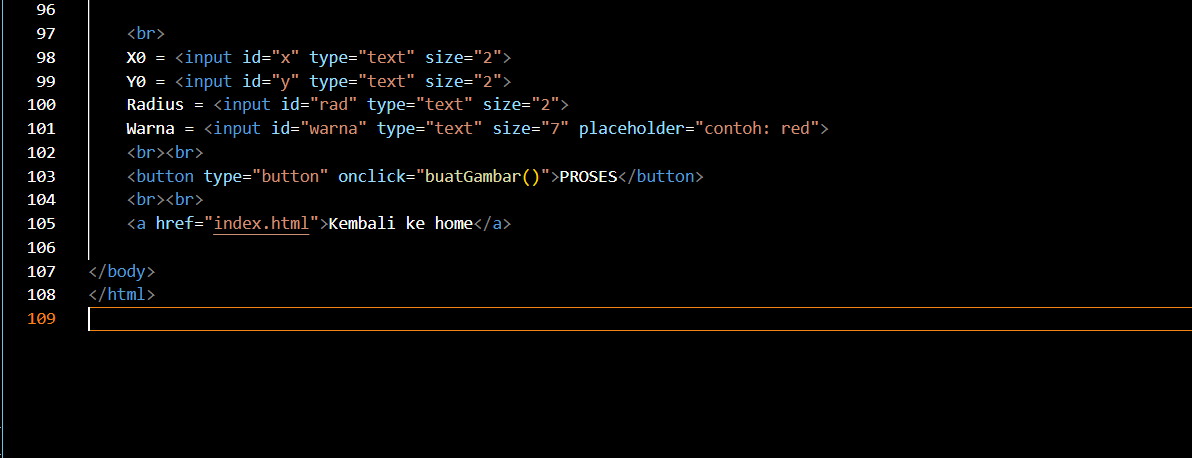 96
97 <br>
98 X0 = <input id="x" type="text" size="2">
99 Y0 = <input id="y" type="text" size="2">
100 Radius = <input id="rad" type="text" size="2">
101 Warna = <input id="warna" type="text" size="7" placeholder="contoh: red">
102 <br><br>
103 <button type="button" onclick="buatGambar()">PROSES</button>
104 <br><br>
105 <a href="index.html">Kembali ke home</a>
106
107 </body>
108 </html>
109